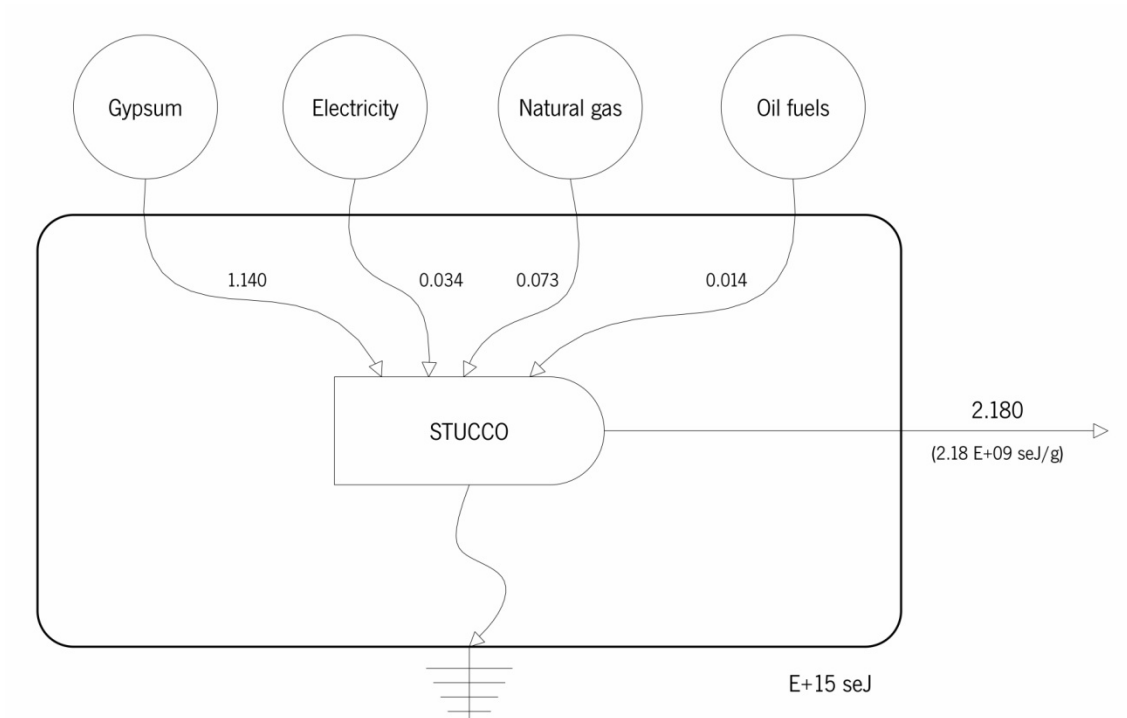 Gypsum
Electricity
Natural gas
Oil fuels
1.140
0.034
0.073
0.014
STUCCO
2.180
(2.18 E+09 seJ/g)
E+15 seJ